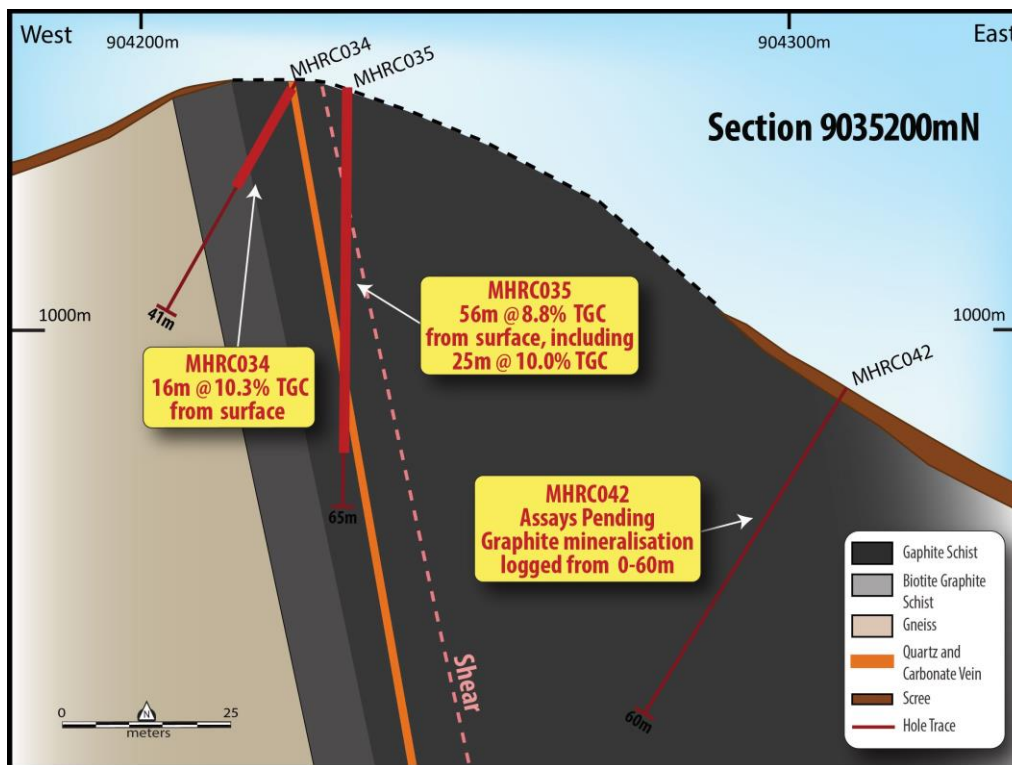 West
904200m
904300m
East
MHRC034
MHRC035
Section 9035200mN
1000m
1000m
41m
MHRC034
16m @ 10.3% TGC
from surface
MHRC035
56m @ 8.8% TGC
from surface, including
25m @ 10.0% TGC
MHRC042
65m
MHRC042
Assays Pending
Graphite mineralisation
logged from 0-60m
60m
Shear
0
N
25
meters
Gaphite Schist
Biotite Graphite
Schist
Gneiss
Quartz and
Carbonate Vein
Scree
Hole Trace